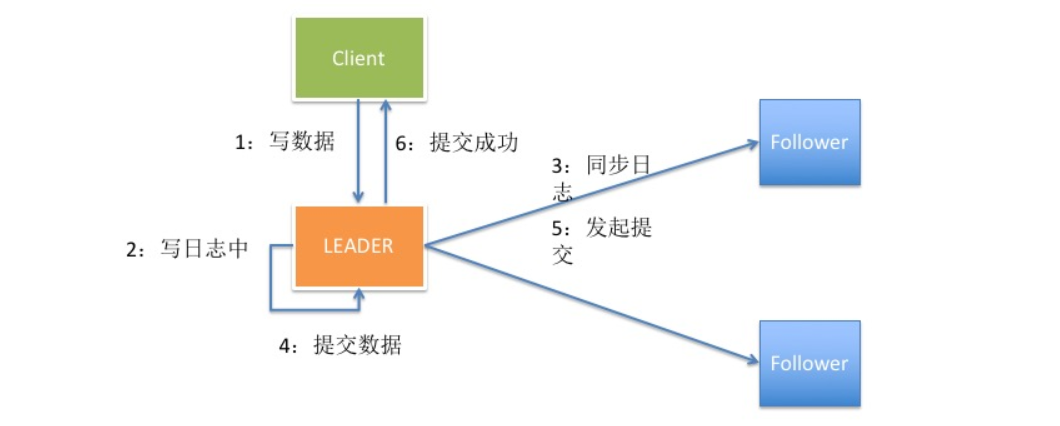 Client
1：写数据
6：提交成功
Follower
3：同步日
志
LEADER
2：写日志中
5：发起提
交
4：提交数据
Follower